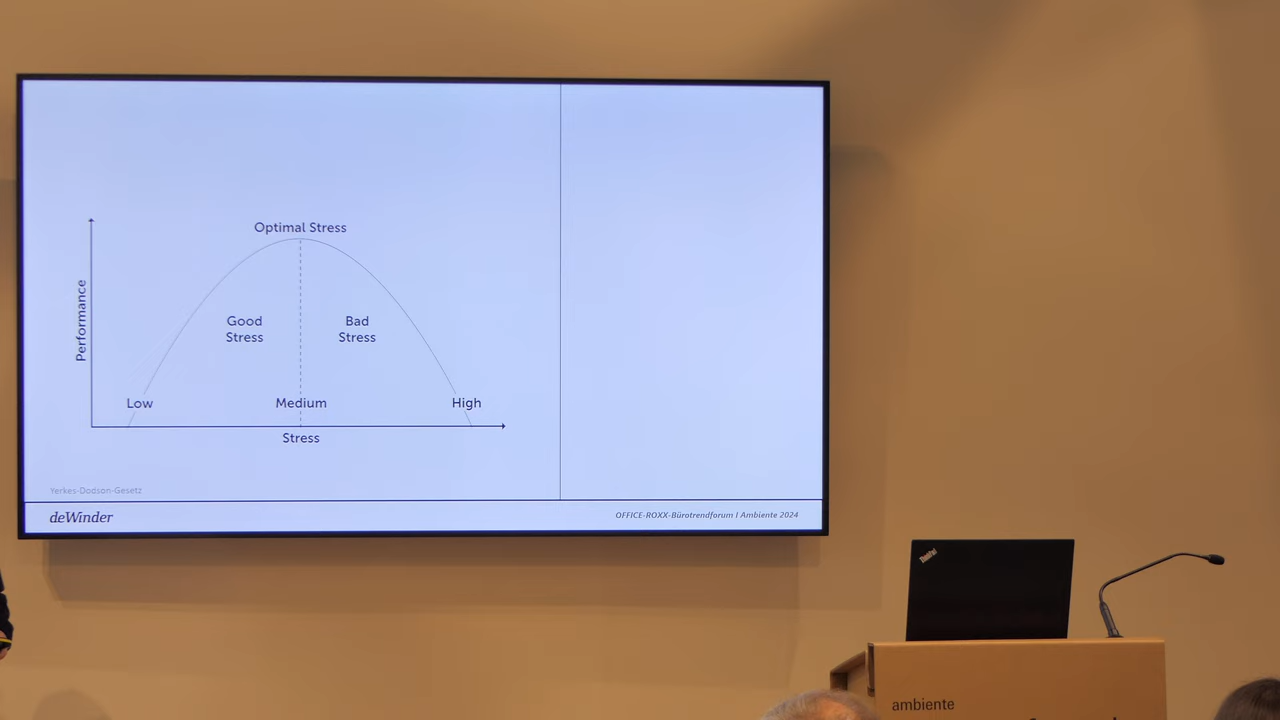 Optimal Stress
Performance
Good
Stress
Bad
Stress
Low
Medium
High
Stress
Yerkes-Dodson-Gesetz
deWinder
OFFICE-ROXX-Bürotrendforum I Ambiente 2024
ThinkPad
ambiente